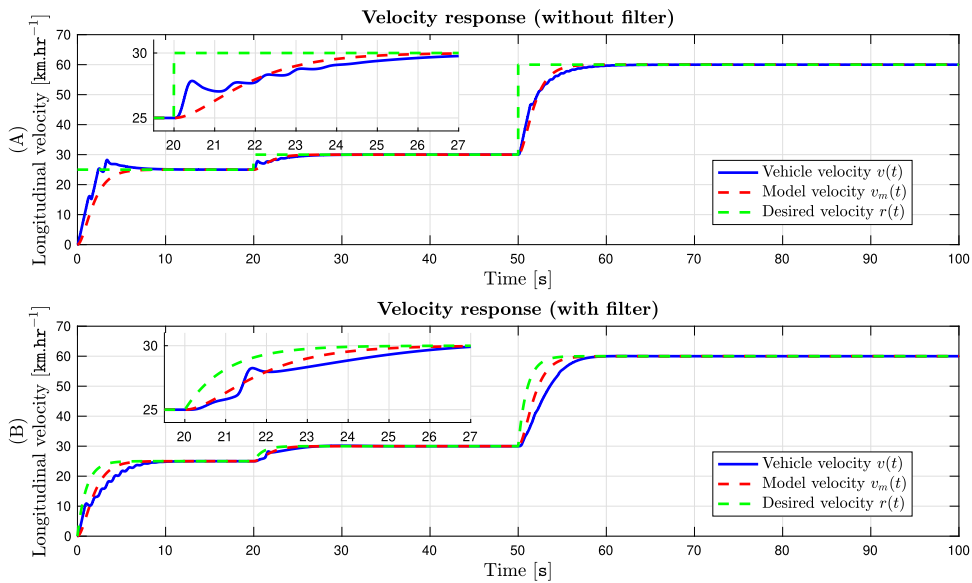 Velocity response (without filter)
(A)
Longitudinal velocity [km.hr⁻¹]
70
60
50
40
30
20
10
0
30
25
20 21 22 23 24 25 26 27
Vehicle velocity v(t)
Model velocity vₘ(t)
Desired velocity r(t)
0 10 20 30 40 50 60 70 80 90 100
Time [s]
Velocity response (with filter)
(B)
Longitudinal velocity [km.hr⁻¹]
70
60
50
40
30
20
10
0
30
25
20 21 22 23 24 25 26 27
Vehicle velocity v(t)
Model velocity vₘ(t)
Desired velocity r(t)
0 10 20 30 40 50 60 70 80 90 100
Time [s]